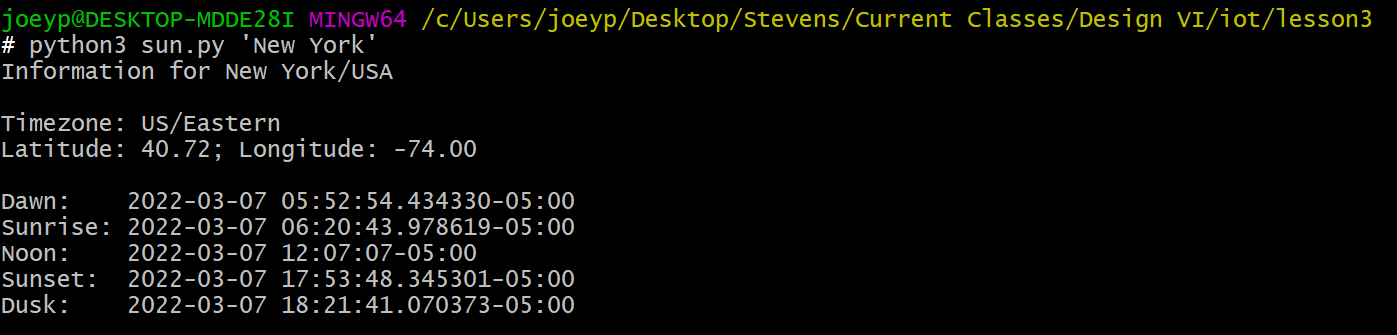 joeyp@DESKTOP-MDDE28I MINGW64 /c/Users/joeyp/Desktop/Stevens/Current Classes/Design VI/iot/lesson3
# python3 sun.py 'New York'
Information for New York/USA
Timezone: US/Eastern
Latitude: 40.72; Longitude: -74.00
Dawn:    2022-03-07 05:52:54.434330-05:00
Sunrise: 2022-03-07 06:20:43.978619-05:00
Noon:    2022-03-07 12:07:07-05:00
Sunset:  2022-03-07 17:53:48.345301-05:00
Dusk:    2022-03-07 18:21:41.070373-05:00